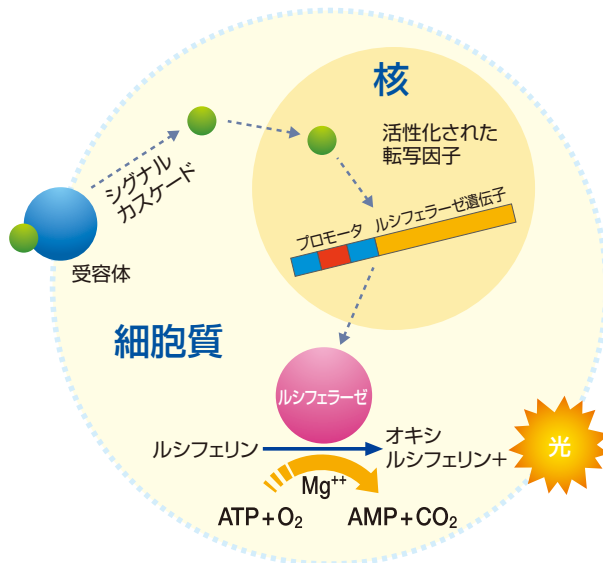 核
活性化された
転写因子
シグナル
カスケード
プロモータ ルシフェラーゼ遺伝子
受容体
細胞質
ルシフェラーゼ
ルシフェリン
オキシ
ルシフェリン＋
光
Mg⁺⁺
ATP+O₂
AMP+CO₂